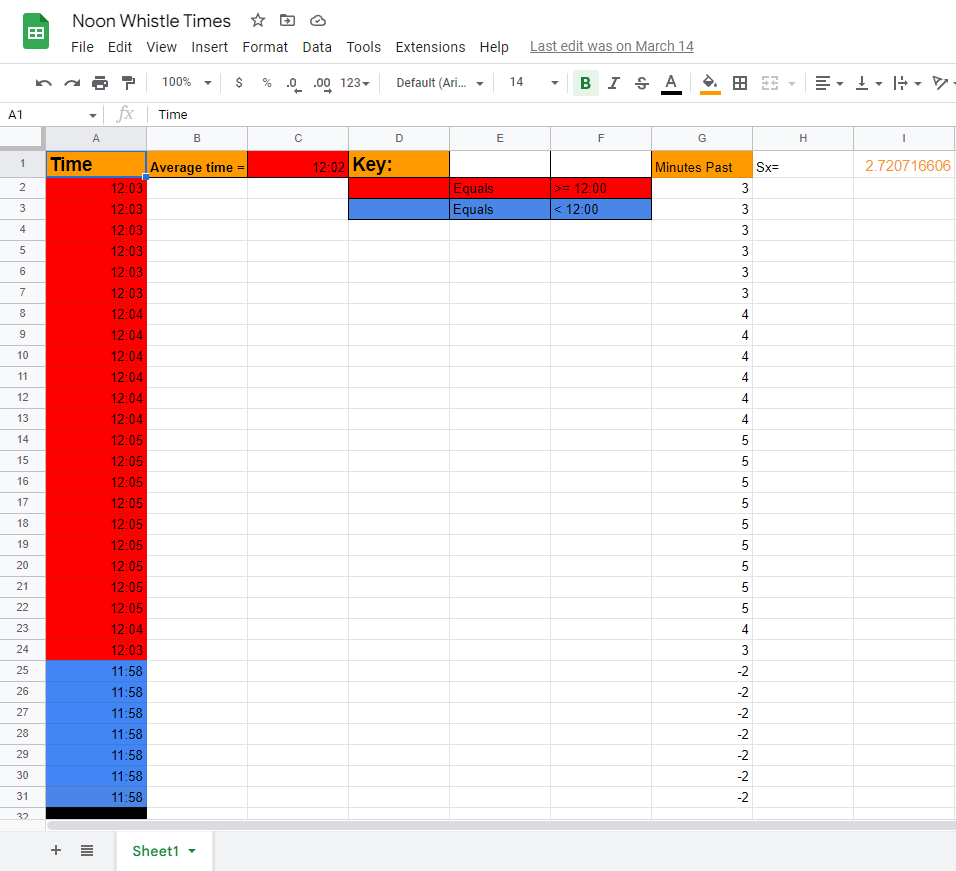 Noon Whistle Times
File Edit View Insert Format Data Tools Extensions Help Last edit was on March 14
100% $ % .0 .00 123 Default (Ari... 14 B I S A
A1 fx Time
A B C D E F G H I
1 Time Average time = 12:02 Key: Minutes Past Sx= 2.720716606
2 12:03 Equals >= 12:00 3
3 12:03 Equals < 12:00 3
4 12:03 3
5 12:03 3
6 12:03 3
7 12:03 3
8 12:04 4
9 12:04 4
10 12:04 4
11 12:04 4
12 12:04 4
13 12:04 4
14 12:05 5
15 12:05 5
16 12:05 5
17 12:05 5
18 12:05 5
19 12:05 5
20 12:05 5
21 12:05 5
22 12:05 5
23 12:04 4
24 12:03 3
25 11:58 -2
26 11:58 -2
27 11:58 -2
28 11:58 -2
29 11:58 -2
30 11:58 -2
31 11:58 -2
32
Sheet1